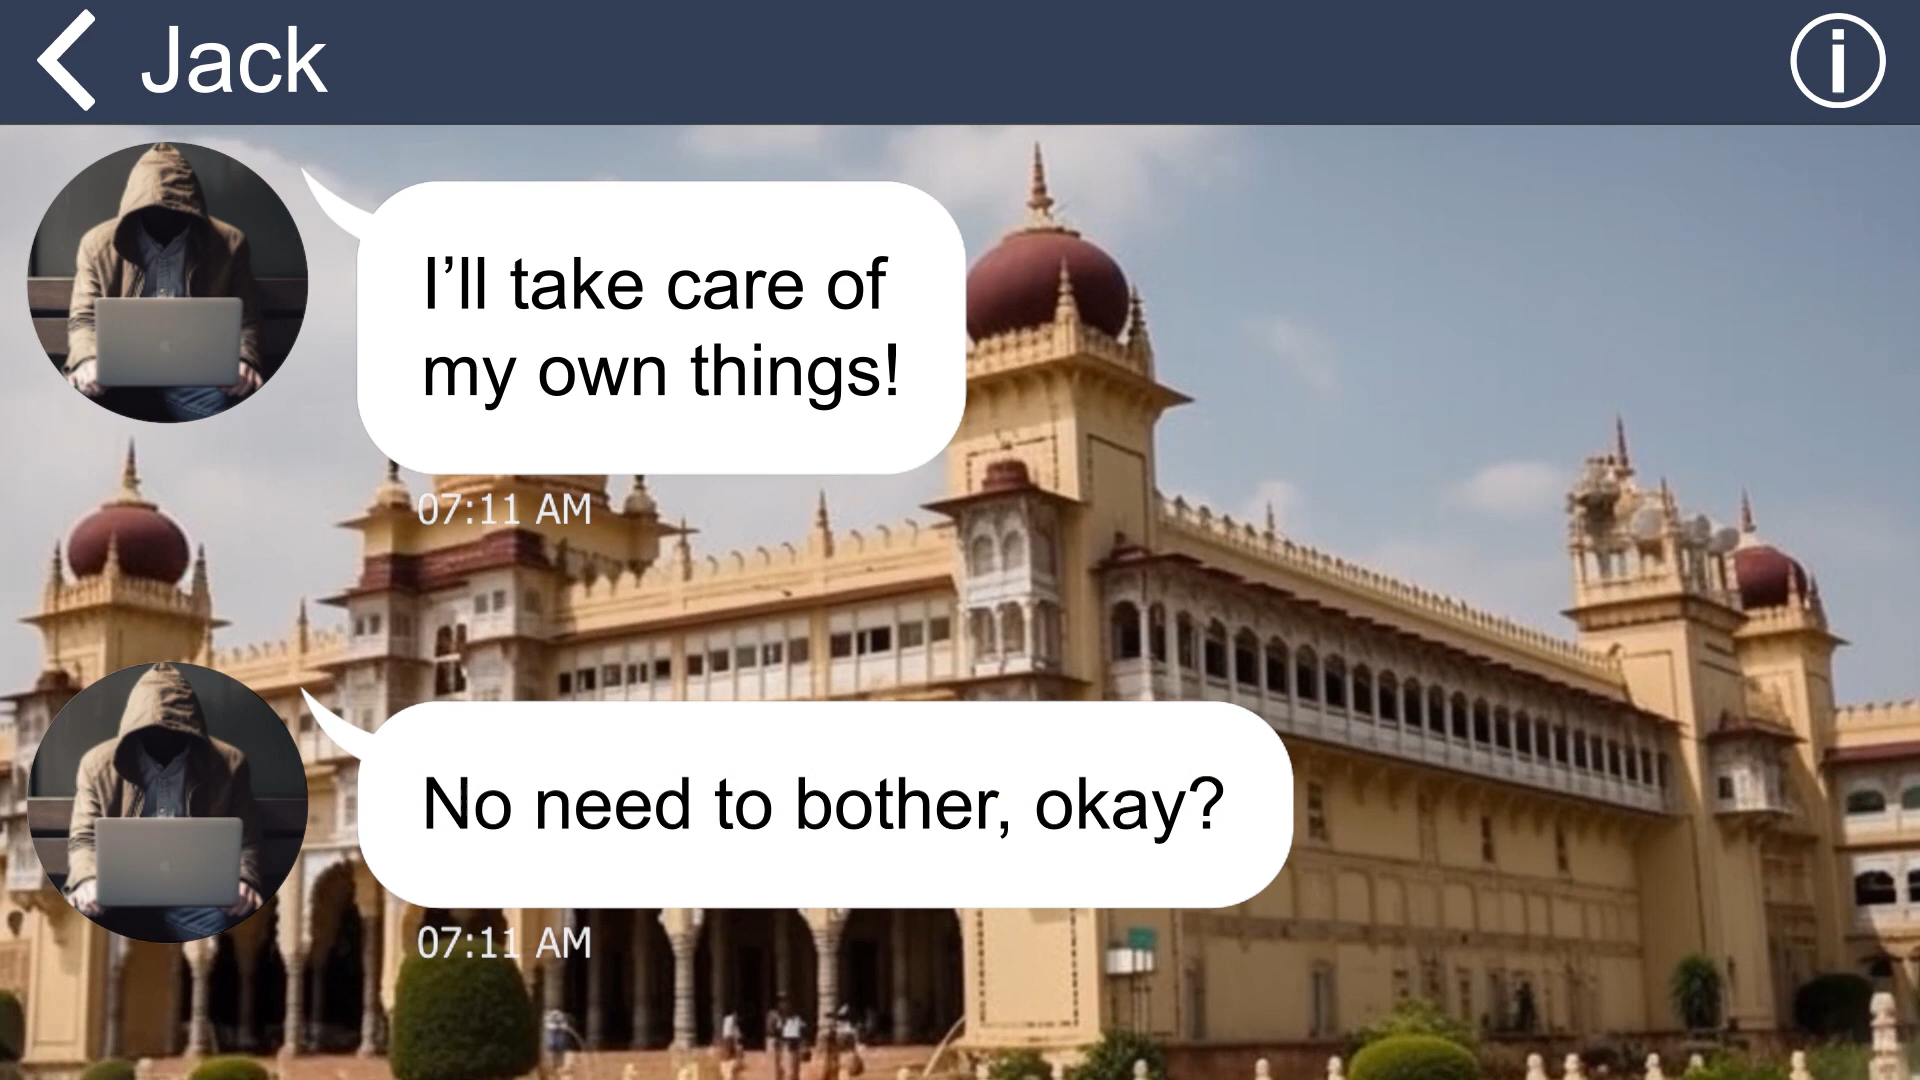 Jack
I’ll take care of
my own things!
07:11 AM
No need to bother, okay?
07:11 AM